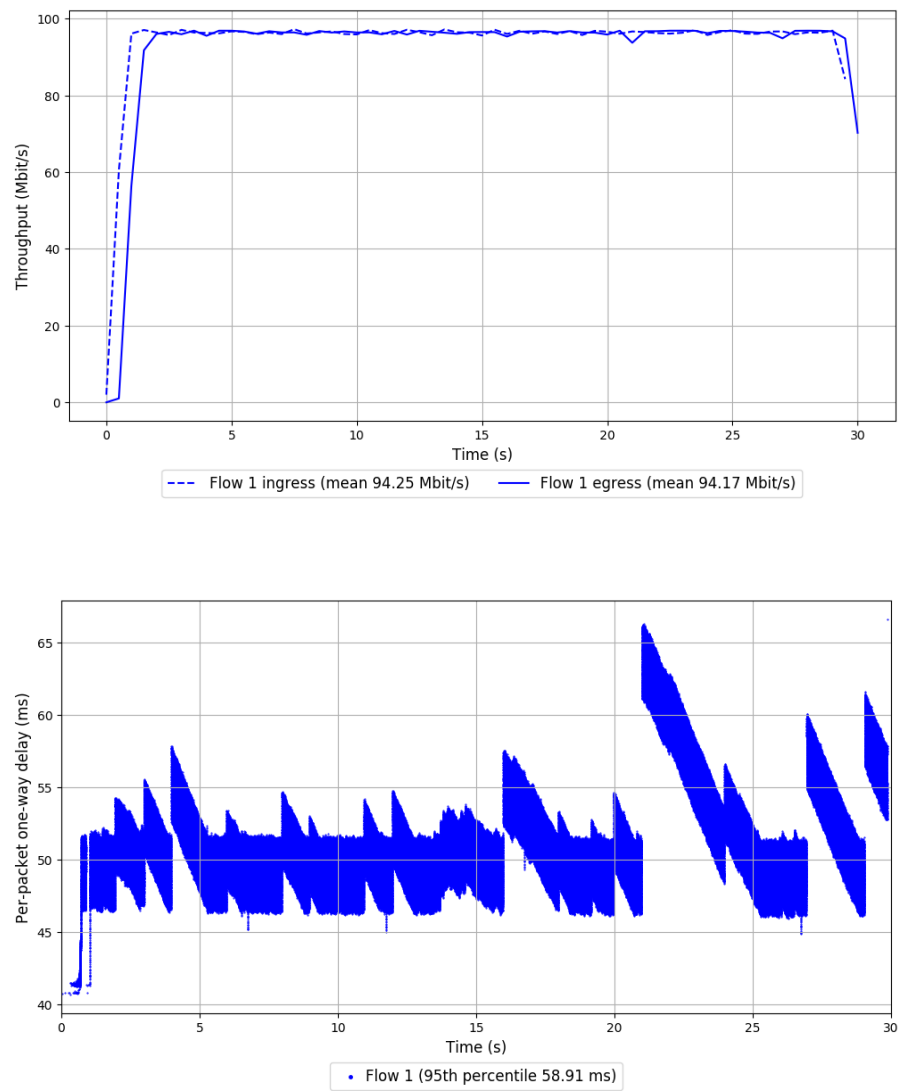 100
80
60
40
20
0
Throughput (Mbit/s)
0 5 10 15 20 25 30
Time (s)
Flow 1 ingress (mean 94.25 Mbit/s) Flow 1 egress (mean 94.17 Mbit/s)
65
60
55
50
45
40
Per-packet one-way delay (ms)
0 5 10 15 20 25 30
Time (s)
Flow 1 (95th percentile 58.91 ms)